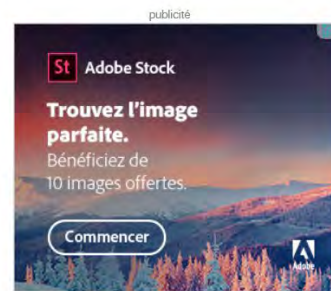 publicité
St Adobe Stock
Trouvez l'image
parfaite.
Bénéficiez de
10 images offertes.
Commencer
Adobe